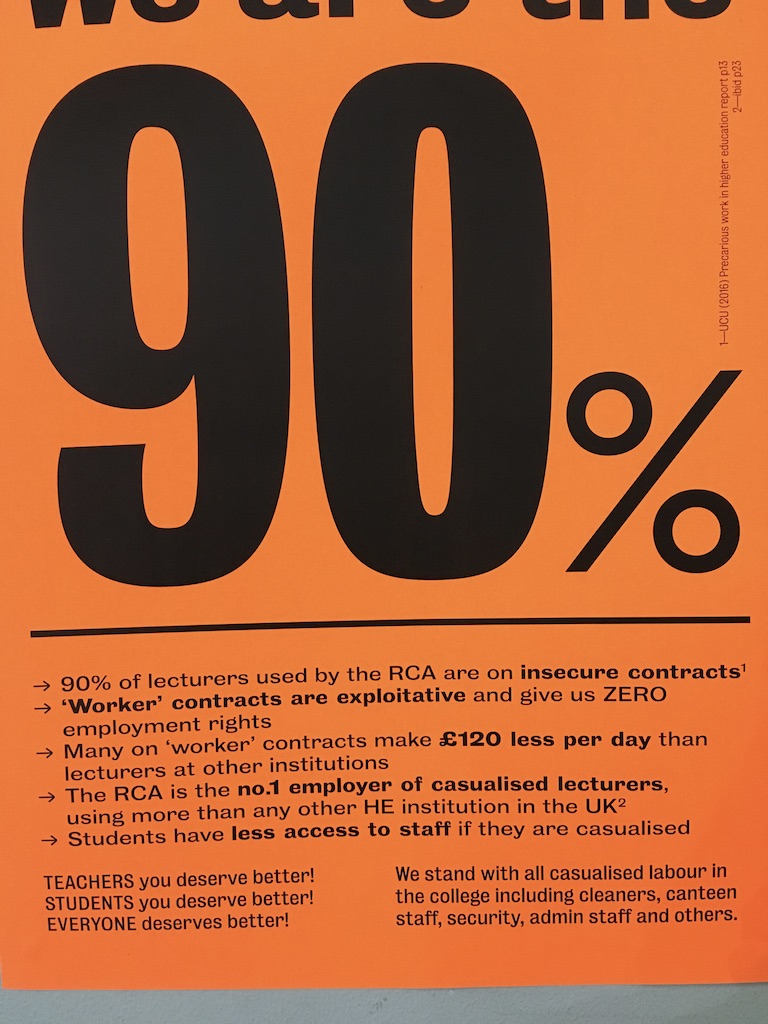 we are the
90%
1—UCU (2016) Precarious work in higher education report p13
2—Ibid p23
→ 90% of lecturers used by the RCA are on insecure contracts¹
→ ‘Worker’ contracts are exploitative and give us ZERO
employment rights
→ Many on ‘worker’ contracts make £120 less per day than
lecturers at other institutions
→ The RCA is the no.1 employer of casualised lecturers,
using more than any other HE institution in the UK²
→ Students have less access to staff if they are casualised
TEACHERS you deserve better!
STUDENTS you deserve better!
EVERYONE deserves better!
We stand with all casualised labour in
the college including cleaners, canteen
staff, security, admin staff and others.